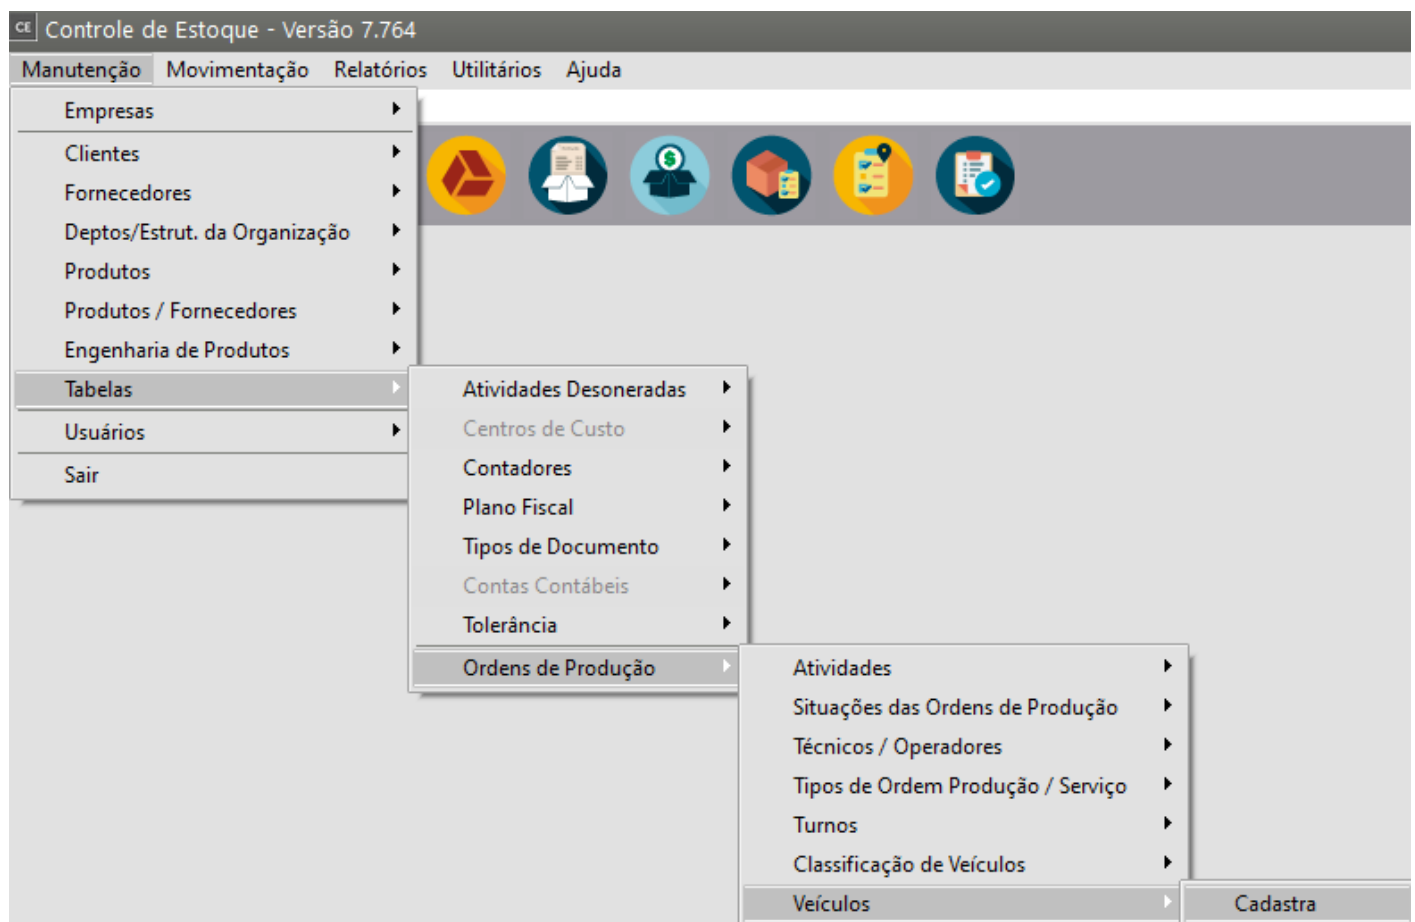 CE Controle de Estoque - Versão 7.764
Manutenção Movimentação Relatórios Utilitários Ajuda
Empresas
Clientes
Fornecedores
Deptos/Estrut. da Organização
Produtos
Produtos / Fornecedores
Engenharia de Produtos
Tabelas
Usuários
Sair
Atividades Desoneradas
Centros de Custo
Contadores
Plano Fiscal
Tipos de Documento
Contas Contábeis
Tolerância
Ordens de Produção
Atividades
Situações das Ordens de Produção
Técnicos / Operadores
Tipos de Ordem Produção / Serviço
Turnos
Classificação de Veículos
Veículos
Cadastra